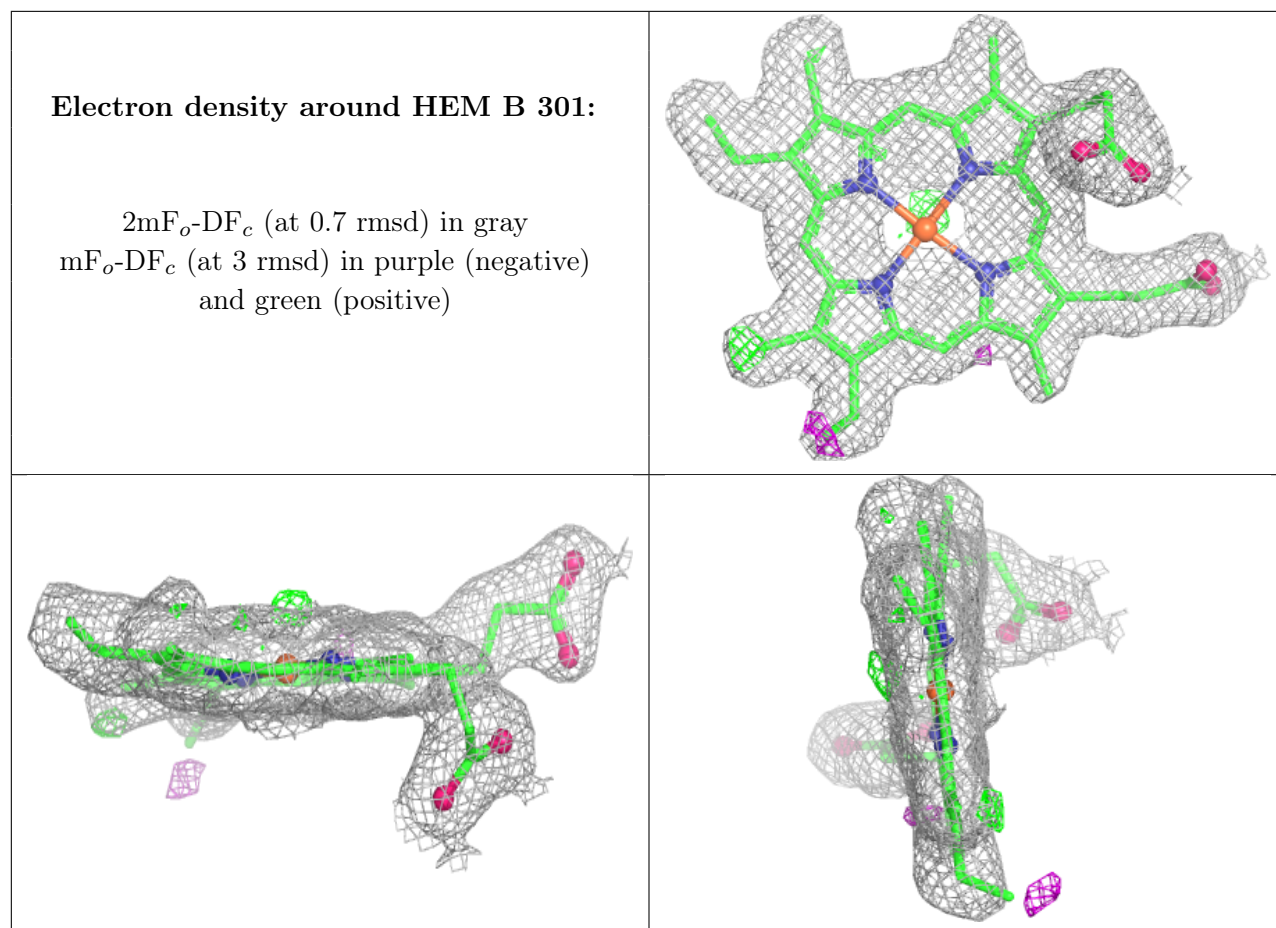 Electron density around HEM B 301:
2mFₒ-DF𝒸 (at 0.7 rmsd) in gray
mFₒ-DF𝒸 (at 3 rmsd) in purple (negative)
and green (positive)